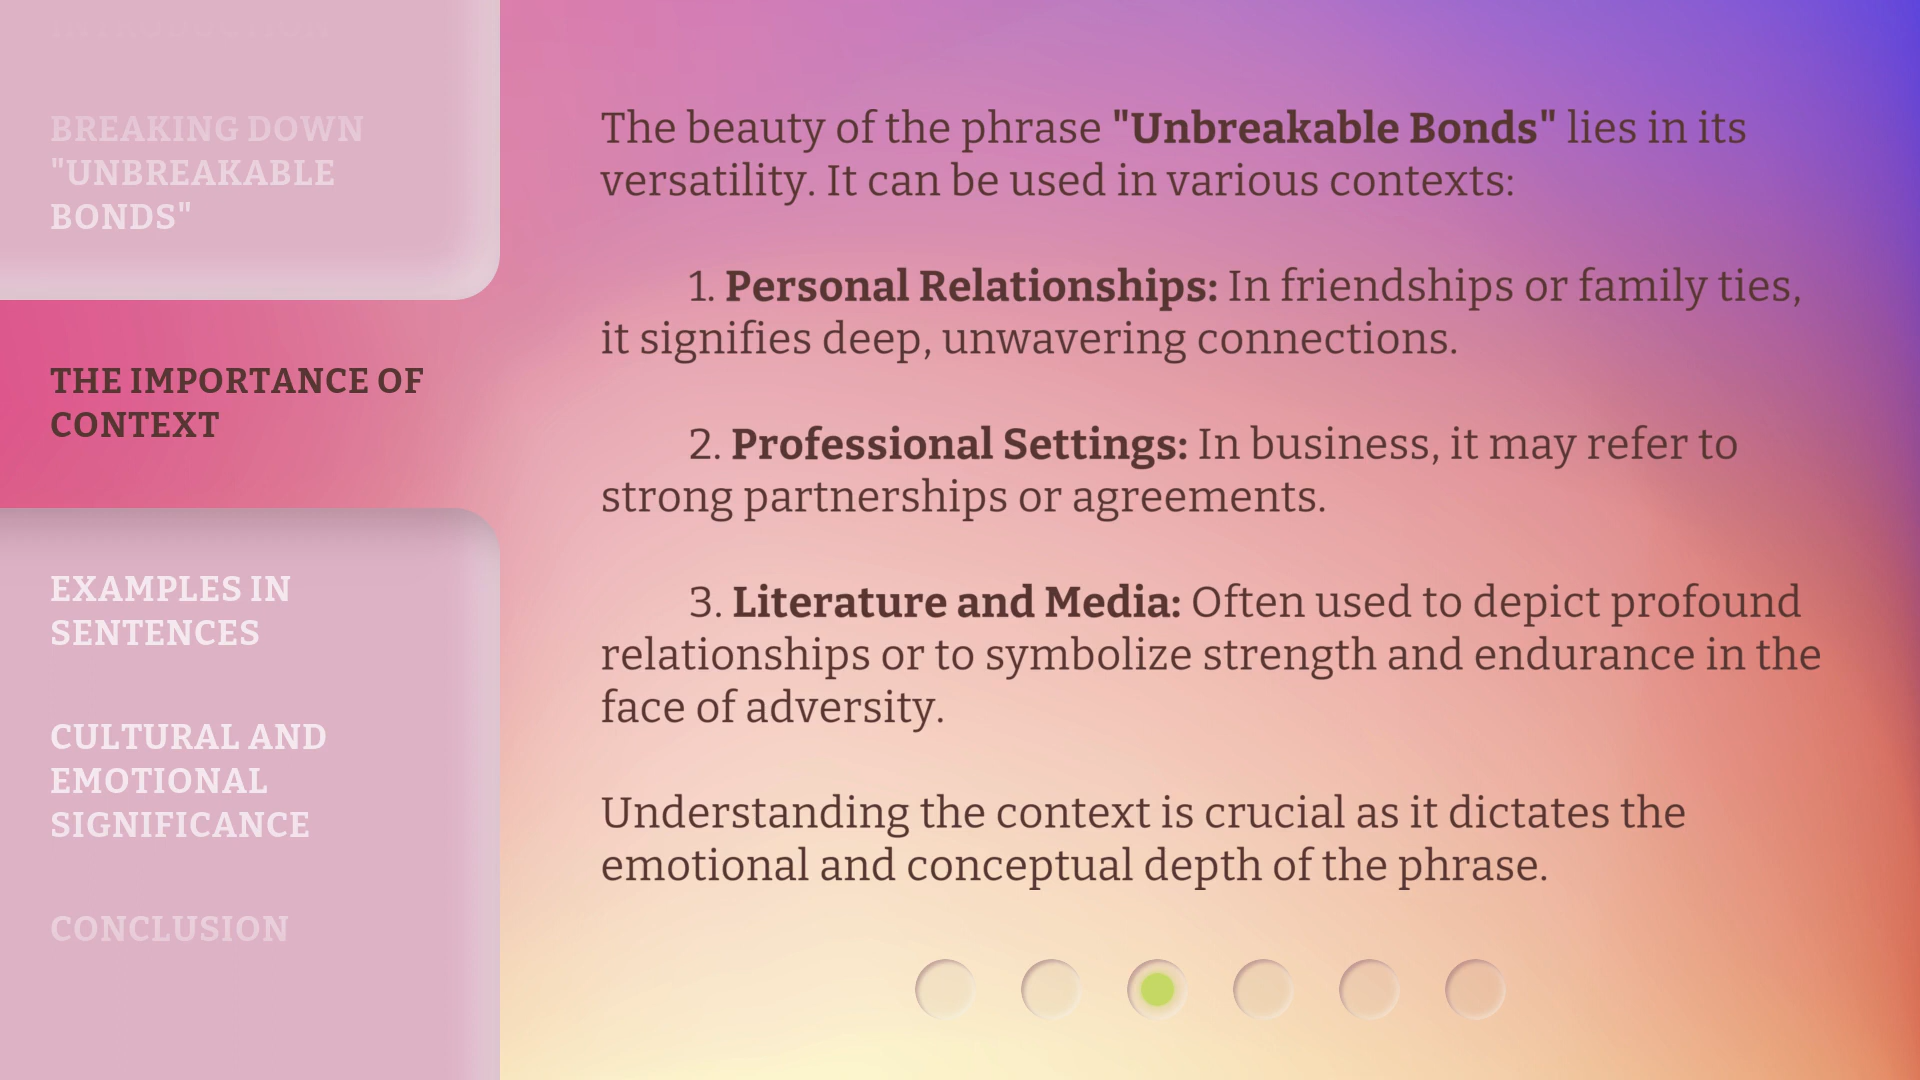 INTRODUCTION
BREAKING DOWN
"UNBREAKABLE
BONDS"
THE IMPORTANCE OF
CONTEXT
EXAMPLES IN
SENTENCES
CULTURAL AND
EMOTIONAL
SIGNIFICANCE
CONCLUSION
The beauty of the phrase "Unbreakable Bonds" lies in its
versatility. It can be used in various contexts:
1. Personal Relationships: In friendships or family ties,
it signifies deep, unwavering connections.
2. Professional Settings: In business, it may refer to
strong partnerships or agreements.
3. Literature and Media: Often used to depict profound
relationships or to symbolize strength and endurance in the
face of adversity.
Understanding the context is crucial as it dictates the
emotional and conceptual depth of the phrase.